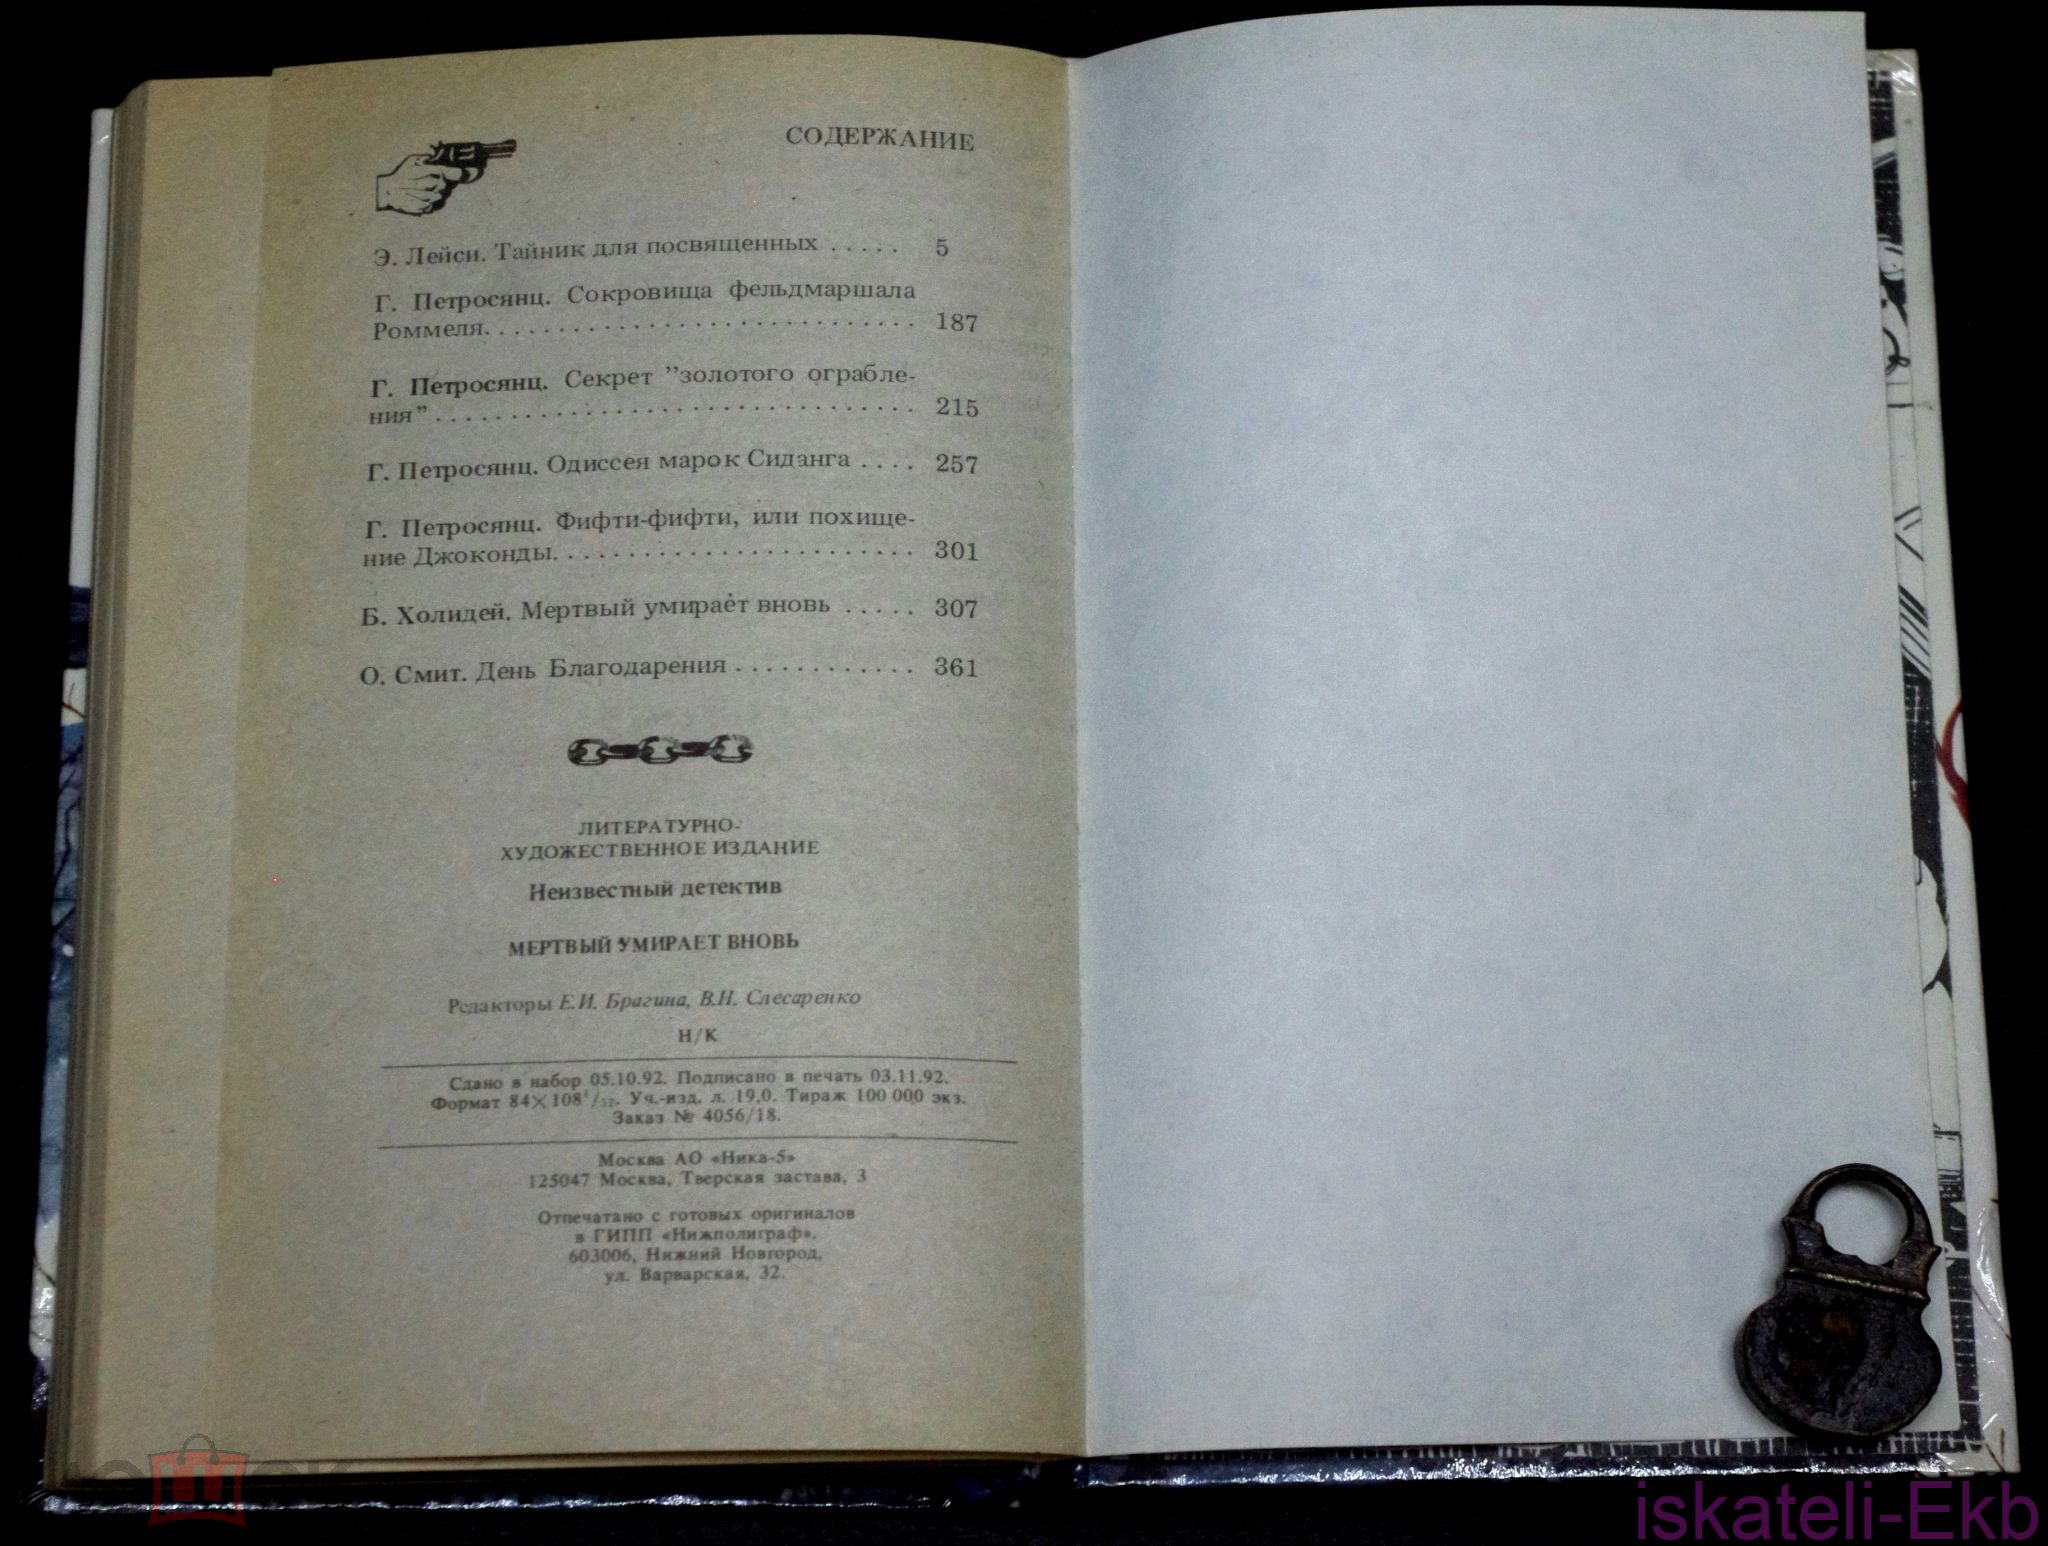 СОДЕРЖАНИЕ
Э. Лейси. Тайник для посвященных . . . . . 5
Г. Петросянц. Сокровища фельдмаршала
Роммеля. . . . . . . . . . . . . . . . . . . . . . . . . . . . . . 187
Г. Петросянц. Секрет "золотого ограбле-
ния" . . . . . . . . . . . . . . . . . . . . . . . . . . . . . . . . . 215
Г. Петросянц. Одиссея марок Сиданга . . . . 257
Г. Петросянц. Фифти-фифти, или похище-
ние Джоконды. . . . . . . . . . . . . . . . . . . . . . . . . 301
Б. Холидей. Мертвый умирает вновь . . . . . 307
О. Смит. День Благодарения . . . . . . . . . . . . 361
ЛИТЕРАТУРНО-
ХУДОЖЕСТВЕННОЕ ИЗДАНИЕ
Неизвестный детектив
МЕРТВЫЙ УМИРАЕТ ВНОВЬ
Редакторы Е.И. Брагина, В.Н. Слесаренко
Н/К
Сдано в набор 05.10.92. Подписано в печать 03.11.92.
Формат 84×108¹/₃₂. Уч.-изд. л. 19,0. Тираж 100 000 экз.
Заказ № 4056/18.
Москва АО «Ника-5»
125047 Москва, Тверская застава, 3
Отпечатано с готовых оригиналов
в ГИПП «Нижполиграф».
603006, Нижний Новгород,
ул. Варварская, 32.
iskateli-Ekb